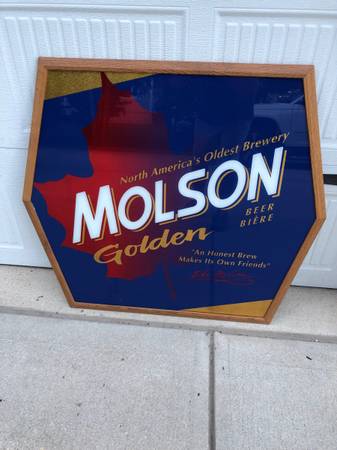 North America's Oldest Brewery
MOLSON
BEER
BIÈRE
Golden
"An Honest Brew
Makes Its Own Friends"